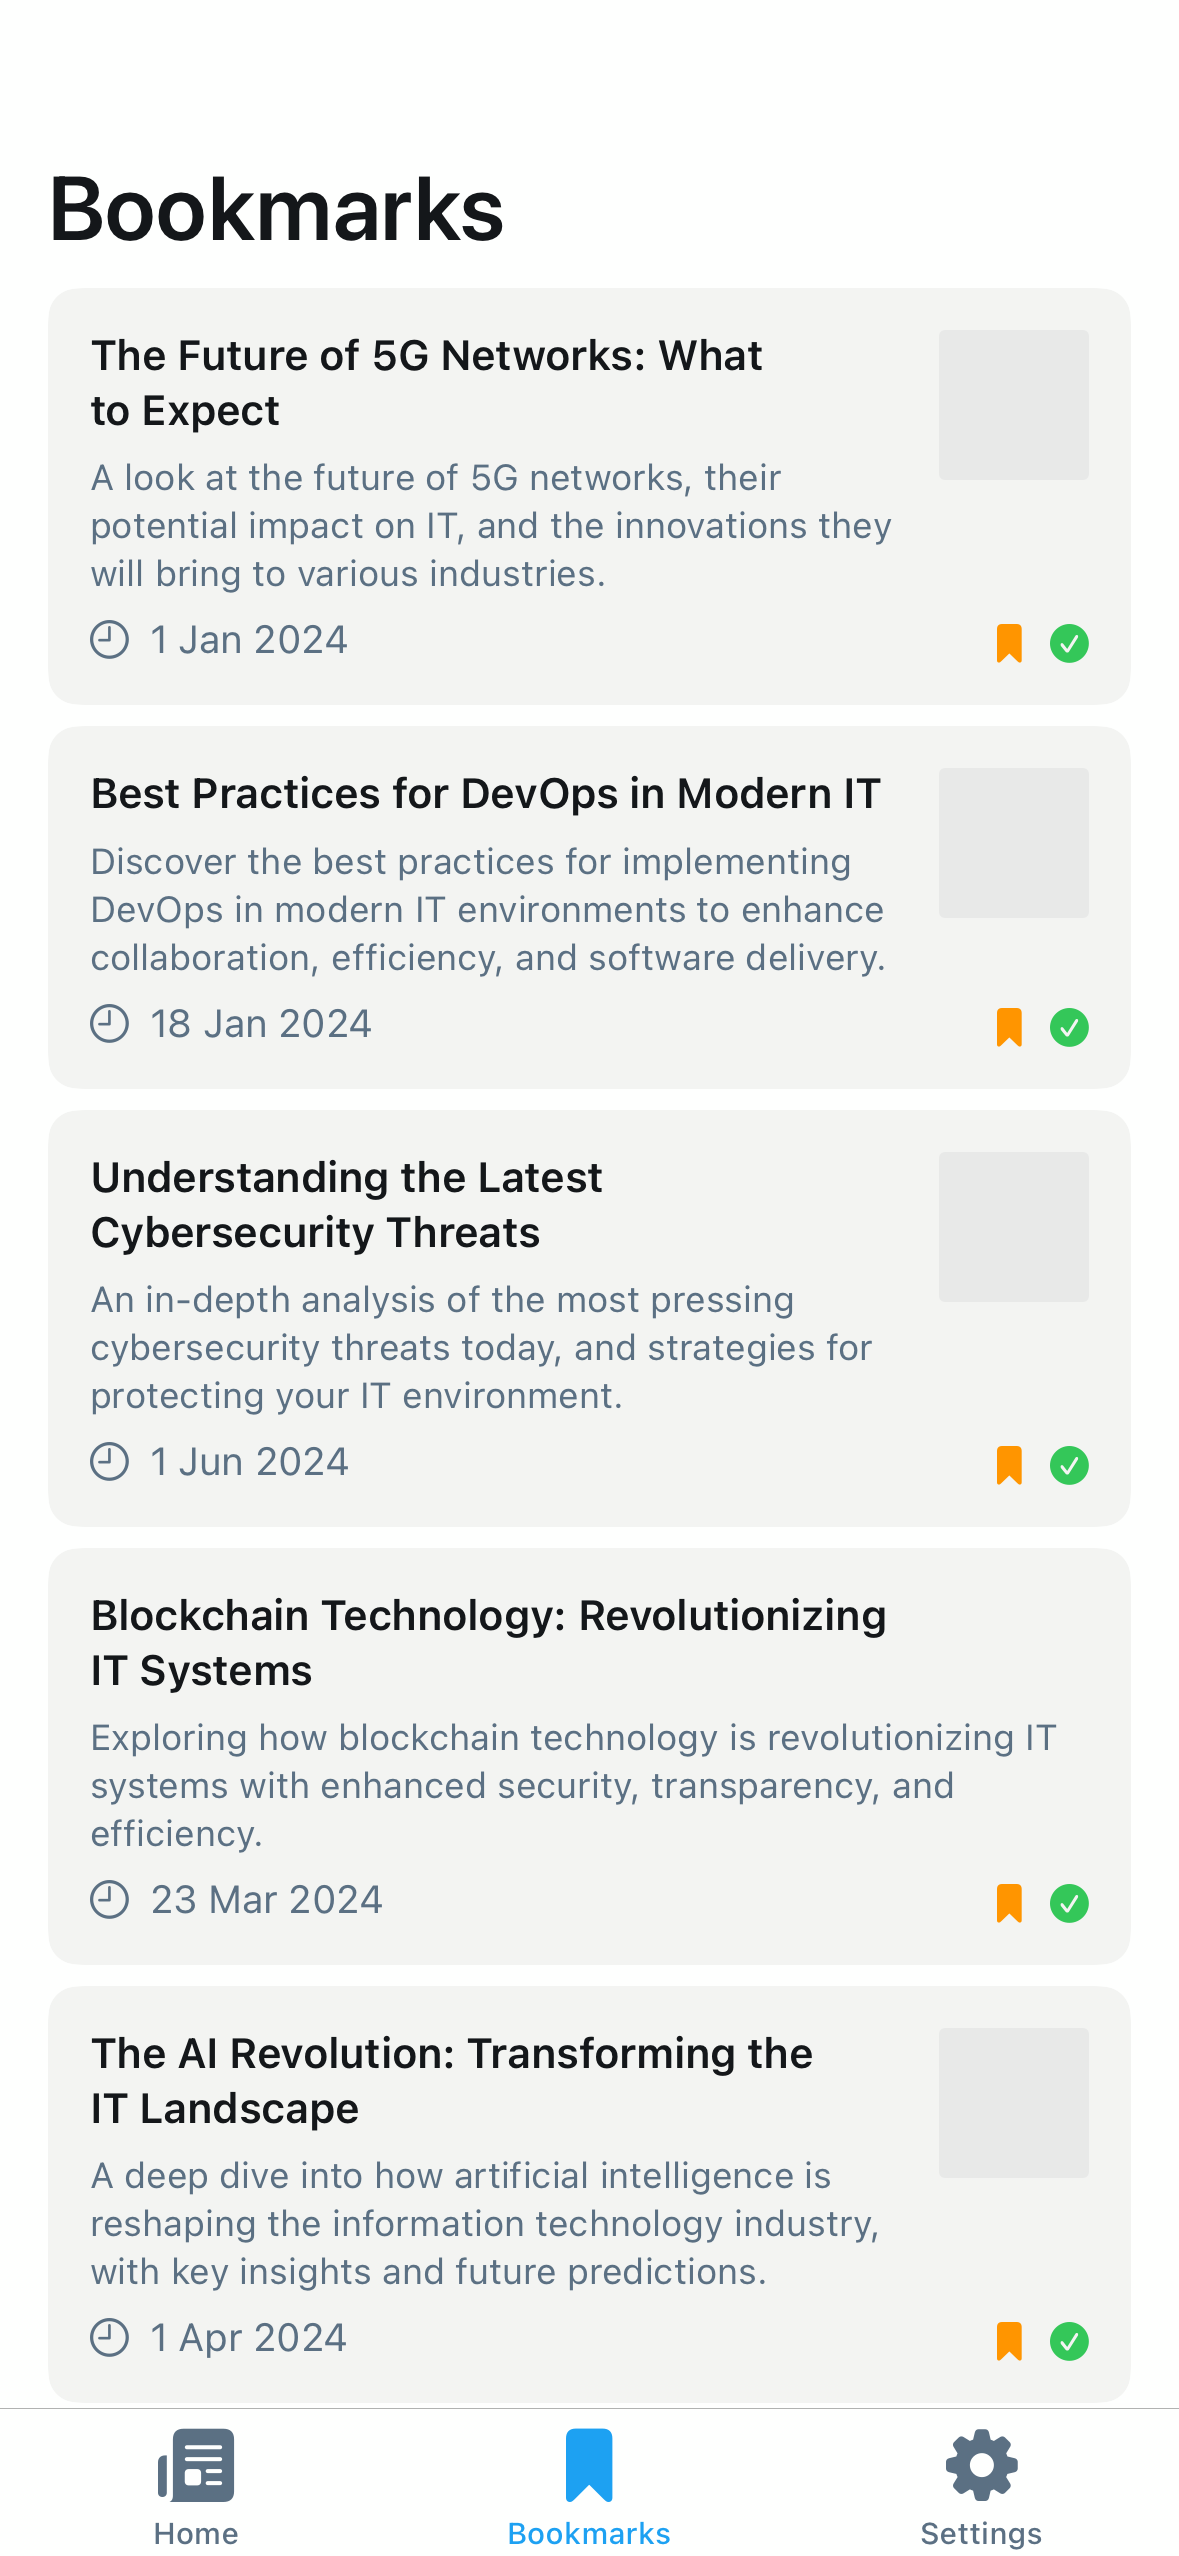 Bookmarks
The Future of 5G Networks: What
to Expect
A look at the future of 5G networks, their
potential impact on IT, and the innovations they
will bring to various industries.
1 Jan 2024
Best Practices for DevOps in Modern IT
Discover the best practices for implementing
DevOps in modern IT environments to enhance
collaboration, efficiency, and software delivery.
18 Jan 2024
Understanding the Latest
Cybersecurity Threats
An in-depth analysis of the most pressing
cybersecurity threats today, and strategies for
protecting your IT environment.
1 Jun 2024
Blockchain Technology: Revolutionizing
IT Systems
Exploring how blockchain technology is revolutionizing IT
systems with enhanced security, transparency, and
efficiency.
23 Mar 2024
The AI Revolution: Transforming the
IT Landscape
A deep dive into how artificial intelligence is
reshaping the information technology industry,
with key insights and future predictions.
1 Apr 2024
Home
Bookmarks
Settings